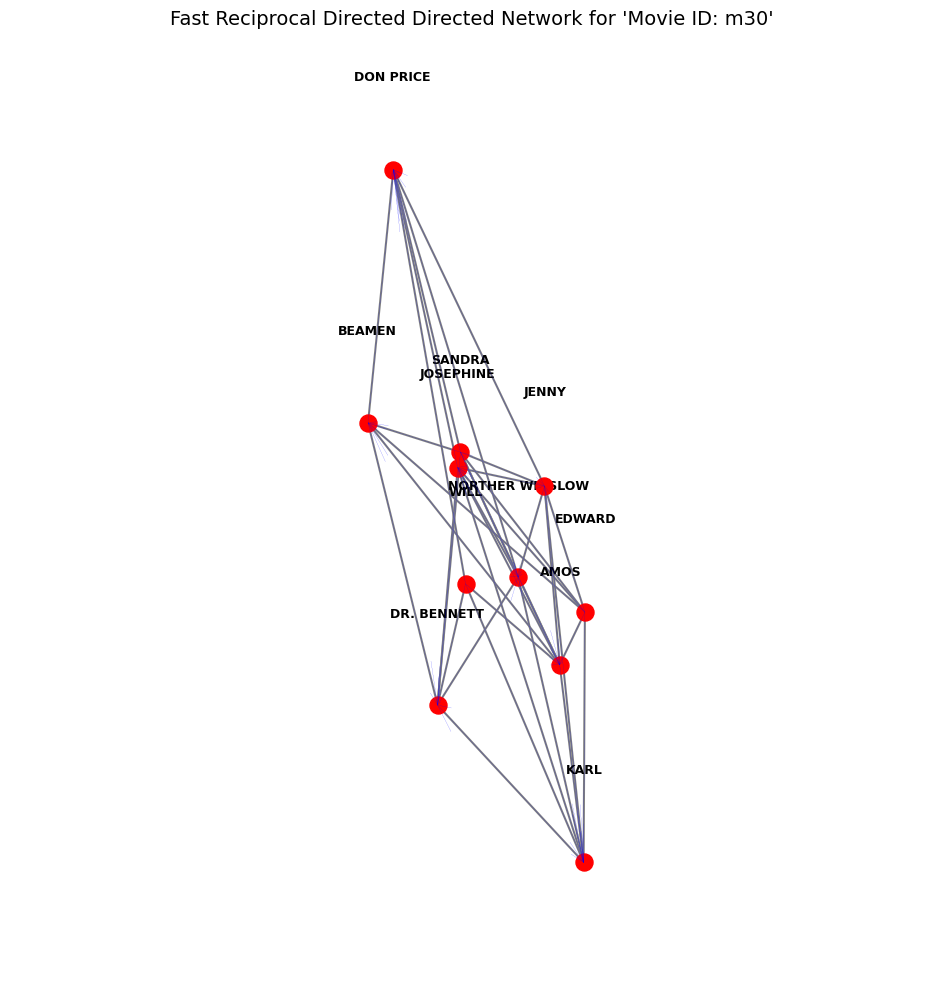 Fast Reciprocal Directed Directed Network for 'Movie ID: m30'
DON PRICE
BEAMEN
SANDRA
JOSEPHINE
JENNY
NORTHER WINSLOW
WILL
EDWARD
AMOS
DR. BENNETT
KARL